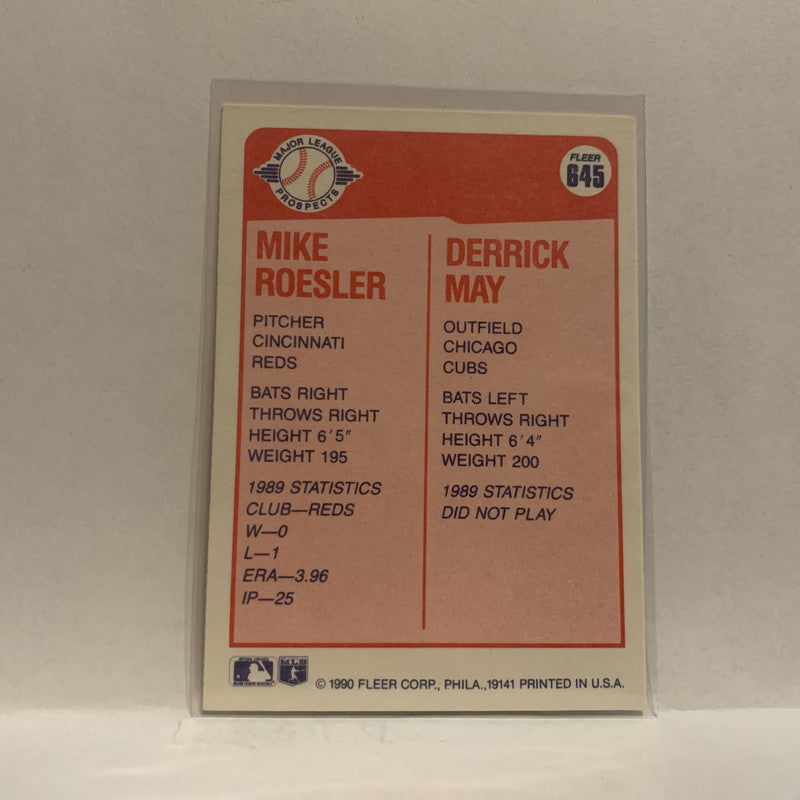 MAJOR LEAGUE
PROSPECTS
FLEER
645
MIKE
ROESLER
PITCHER
CINCINNATI
REDS
BATS RIGHT
THROWS RIGHT
HEIGHT 6'5"
WEIGHT 195
1989 STATISTICS
CLUB—REDS
W—0
L—1
ERA—3.96
IP—25
DERRICK
MAY
OUTFIELD
CHICAGO
CUBS
BATS LEFT
THROWS RIGHT
HEIGHT 6'4"
WEIGHT 200
1989 STATISTICS
DID NOT PLAY
© 1990 FLEER CORP., PHILA.,19141 PRINTED IN U.S.A.